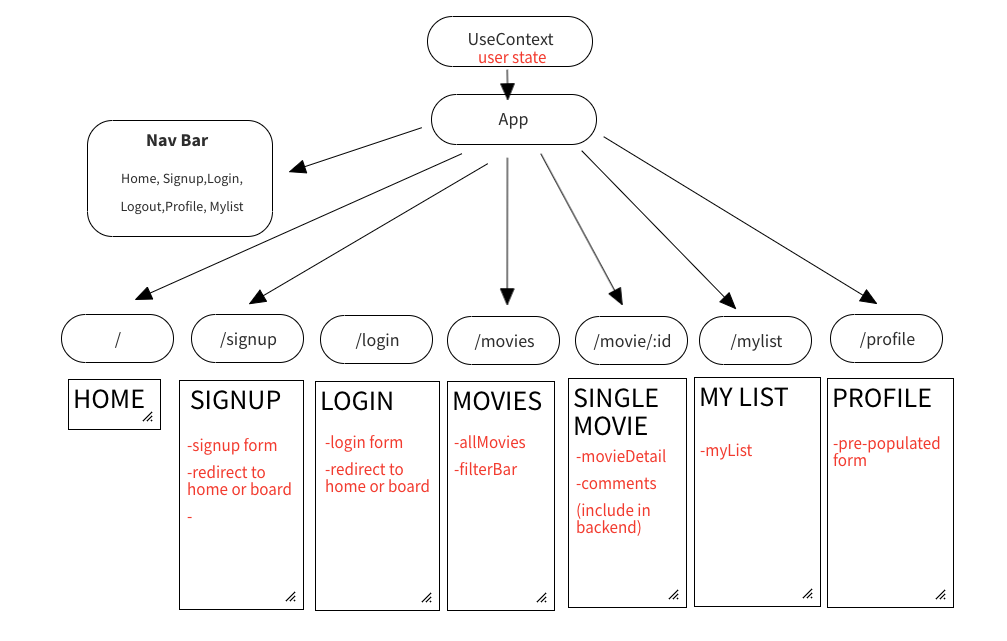 UseContext
user state
App
Nav Bar
Home, Signup,Login,
Logout,Profile, Mylist
/
/signup
/login
/movies
/movie/:id
/mylist
/profile
HOME
SIGNUP
-signup form
-redirect to
home or board
-
LOGIN
-login form
-redirect to
home or board
MOVIES
-allMovies
-filterBar
SINGLE
MOVIE
-movieDetail
-comments
(include in
backend)
MY LIST
-myList
PROFILE
-pre-populated
form